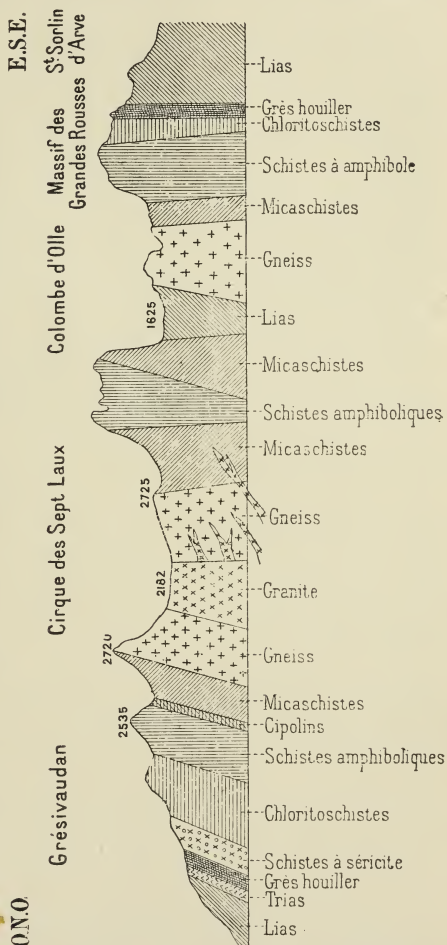 E.S.E.
St Sorlin
d'Arve
Massif des
Grandes Rousses
Colombe d'Olle
Cirque des Sept Laux
Grésivaudan
O.N.O.
1625
2725
2182
2720
2535
Lias
Grès houiller
Chloritoschistes
Schistes à amphibole
Micaschistes
Gneiss
Lias
Micaschistes
Schistes amphiboliques
Micaschistes
Gneiss
Granite
Gneiss
Micaschistes
Cipolins
Schistes amphiboliques
Chloritoschistes
Schistes à séricite
Grès houiller
Trias
Lias